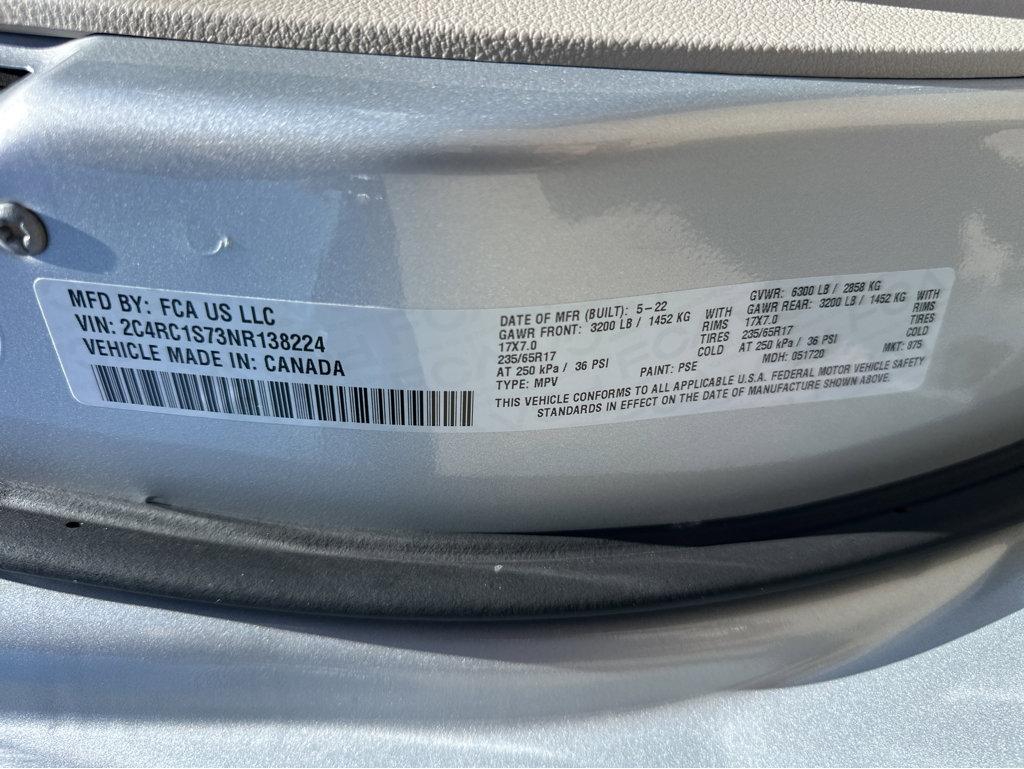 MFD BY: FCA US LLC
VIN: 2C4RC1S73NR138224
VEHICLE MADE IN: CANADA
DATE OF MFR (BUILT): 5-22
GAWR FRONT: 3200 LB / 1452 KG WITH
17X7.0 RIMS
235/65R17 TIRES
AT 250 kPa / 36 PSI COLD
TYPE: MPV PAINT: PSE
GVWR: 6300 LB / 2858 KG
GAWR REAR: 3200 LB / 1452 KG WITH
17X7.0 RIMS
235/65R17 TIRES
AT 250 kPa / 36 PSI COLD
MDH: 051720 MKT: 975
THIS VEHICLE CONFORMS TO ALL APPLICABLE U.S.A. FEDERAL MOTOR VEHICLE SAFETY
STANDARDS IN EFFECT ON THE DATE OF MANUFACTURE SHOWN ABOVE.